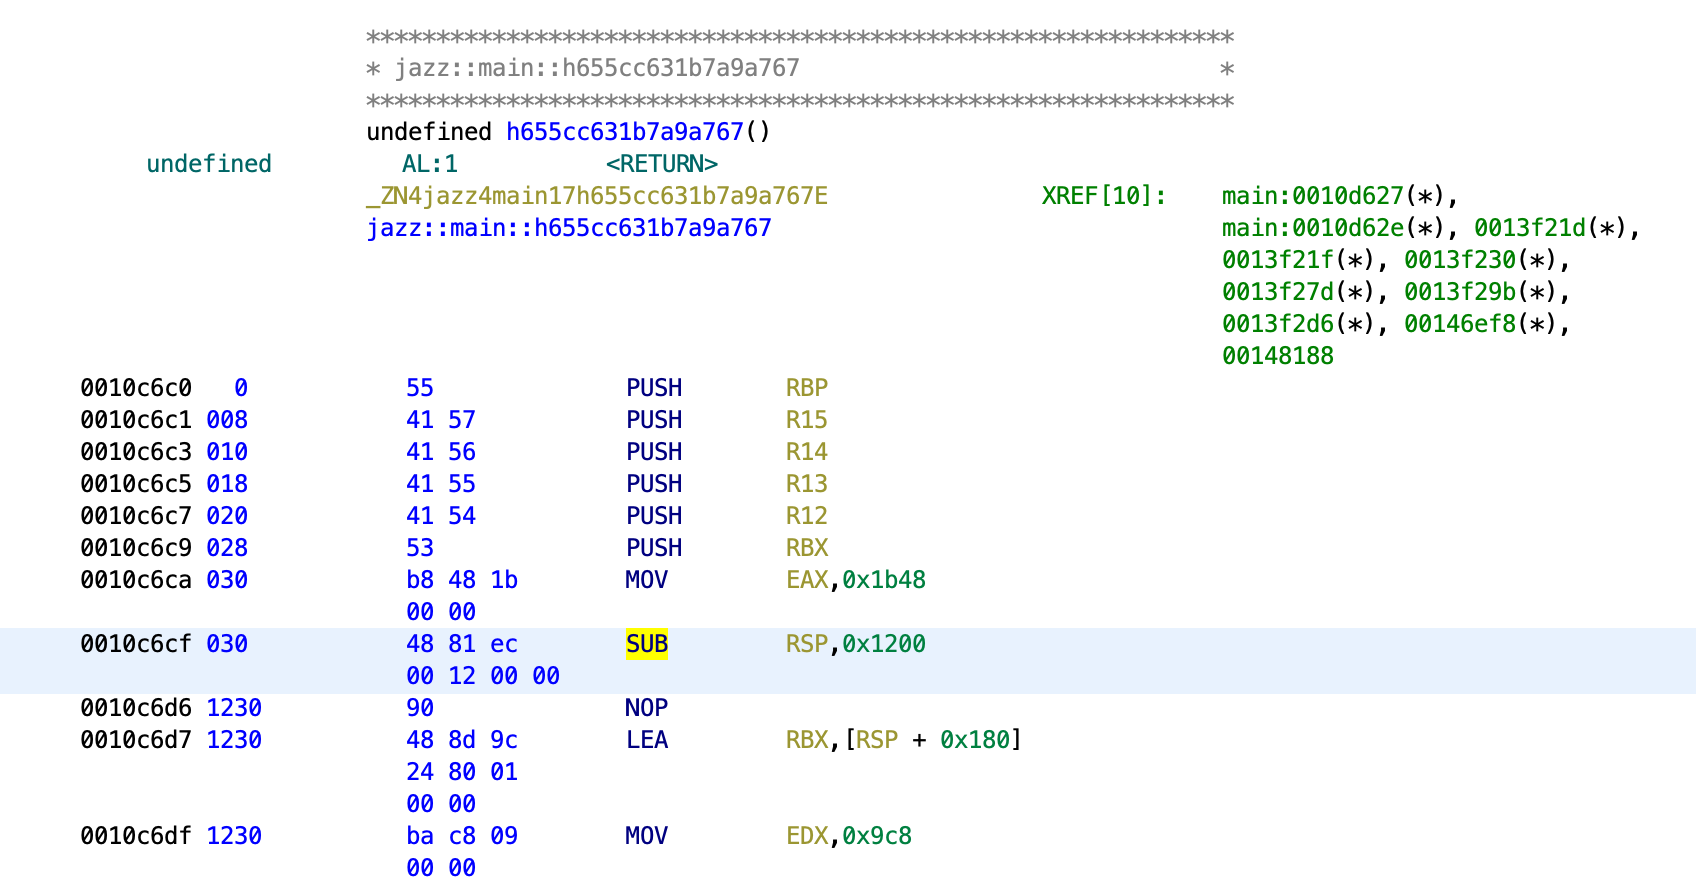 **************************************************************
* jazz::main::h655cc631b7a9a767 *
**************************************************************
undefined h655cc631b7a9a767()
undefined AL:1 <RETURN>
_ZN4jazz4main17h655cc631b7a9a767E XREF[10]: main:0010d627(*),
jazz::main::h655cc631b7a9a767 main:0010d62e(*), 0013f21d(*),
0013f21f(*), 0013f230(*),
0013f27d(*), 0013f29b(*),
0013f2d6(*), 00146ef8(*),
00148188
0010c6c0 0 55 PUSH RBP
0010c6c1 008 41 57 PUSH R15
0010c6c3 010 41 56 PUSH R14
0010c6c5 018 41 55 PUSH R13
0010c6c7 020 41 54 PUSH R12
0010c6c9 028 53 PUSH RBX
0010c6ca 030 b8 48 1b MOV EAX,0x1b48
00 00
0010c6cf 030 48 81 ec SUB RSP,0x1200
00 12 00 00
0010c6d6 1230 90 NOP
0010c6d7 1230 48 8d 9c LEA RBX,[RSP + 0x180]
24 80 01
00 00
0010c6df 1230 ba c8 09 MOV EDX,0x9c8
00 00